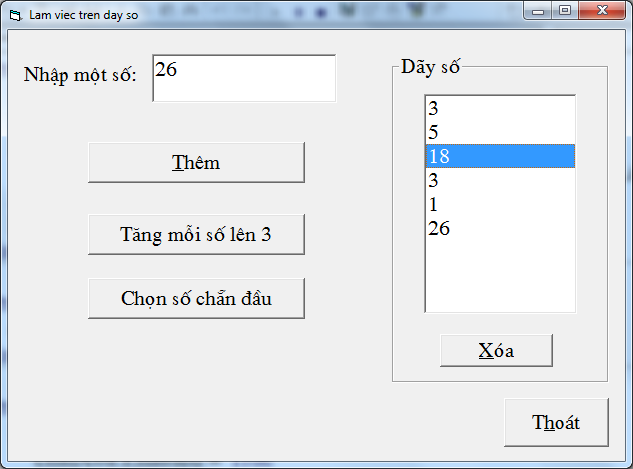 Lam viec tren day so
Nhập một số:
26
Thêm
Tăng mỗi số lên 3
Chọn số chẵn đầu
Dãy số
3
5
18
3
1
26
Xóa
Thoát